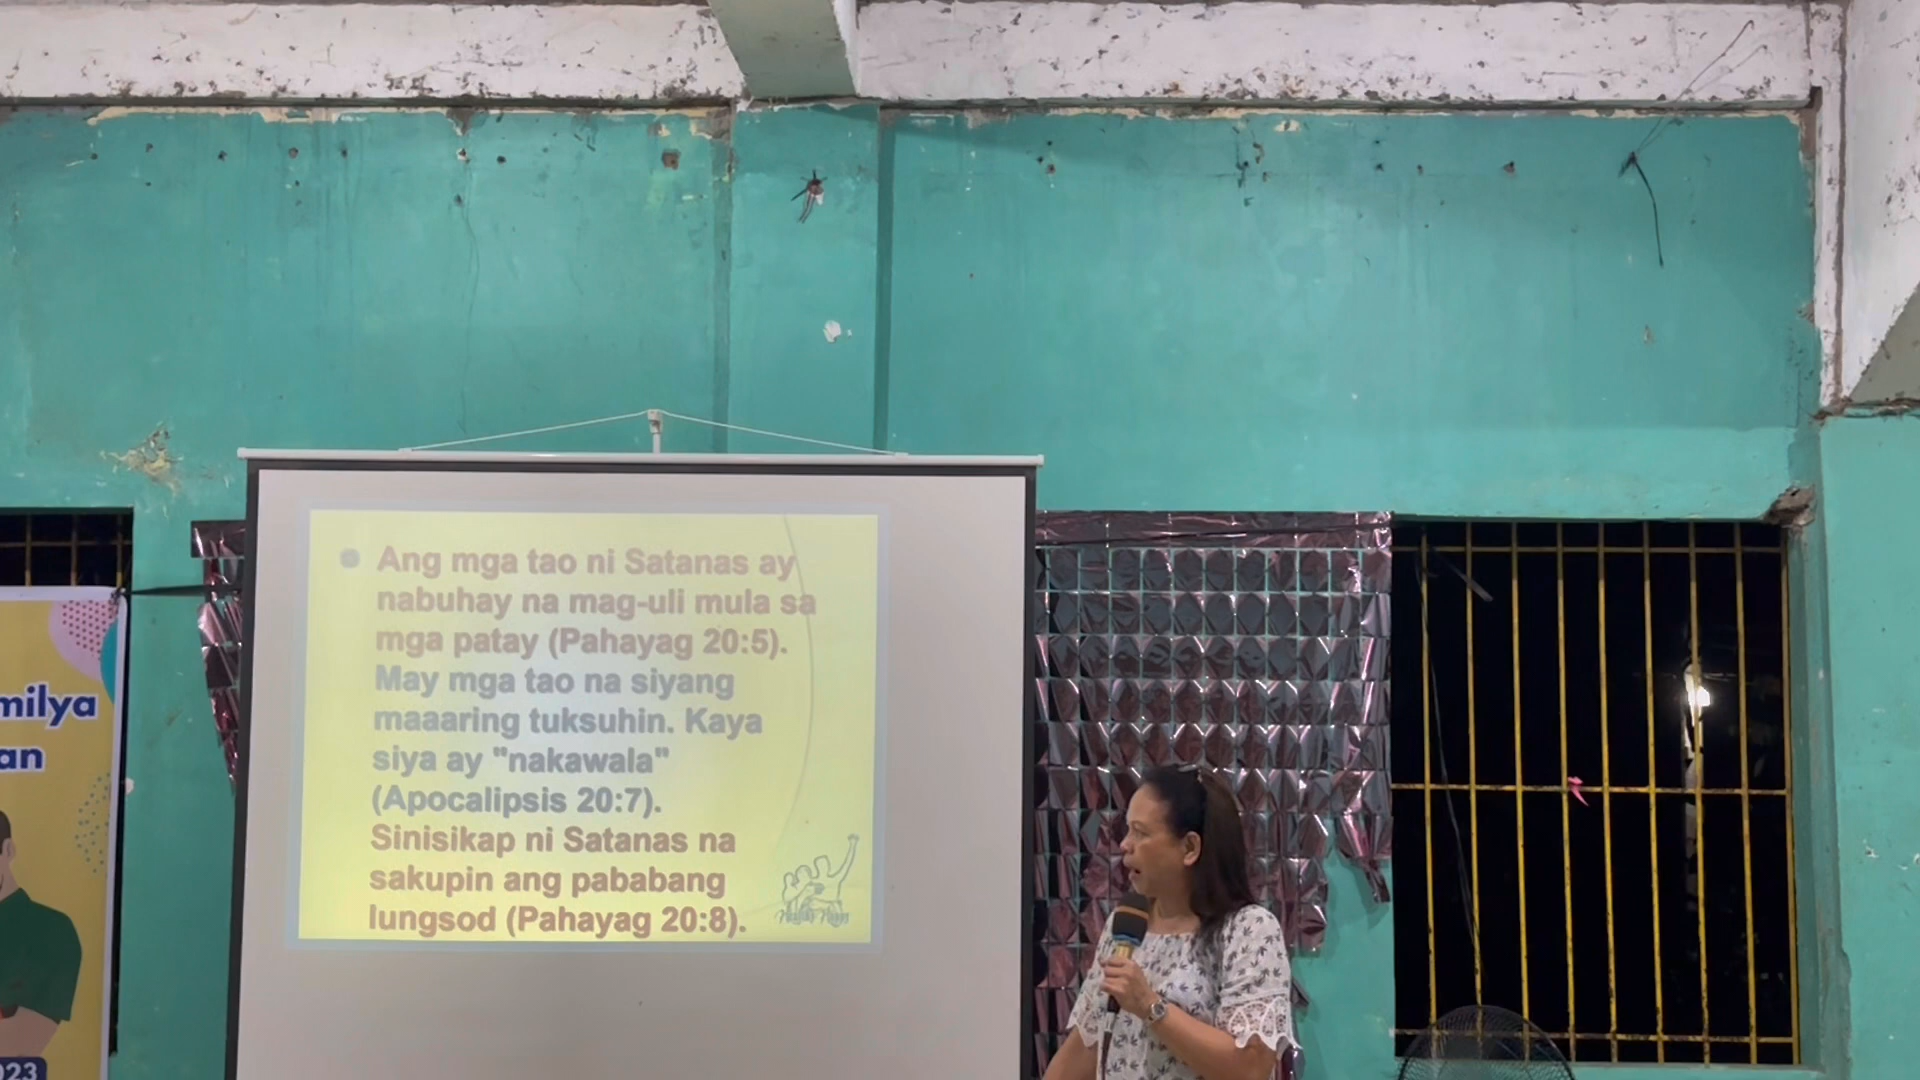 Ang mga tao ni Satanas ay
nabuhay na mag-uli mula sa
mga patay (Pahayag 20:5).
May mga tao na siyang
maaaring tuksuhin. Kaya
siya ay "nakawala"
(Apocalipsis 20:7).
Sinisikap ni Satanas na
sakupin ang pababang
lungsod (Pahayag 20:8).
milya
an
023